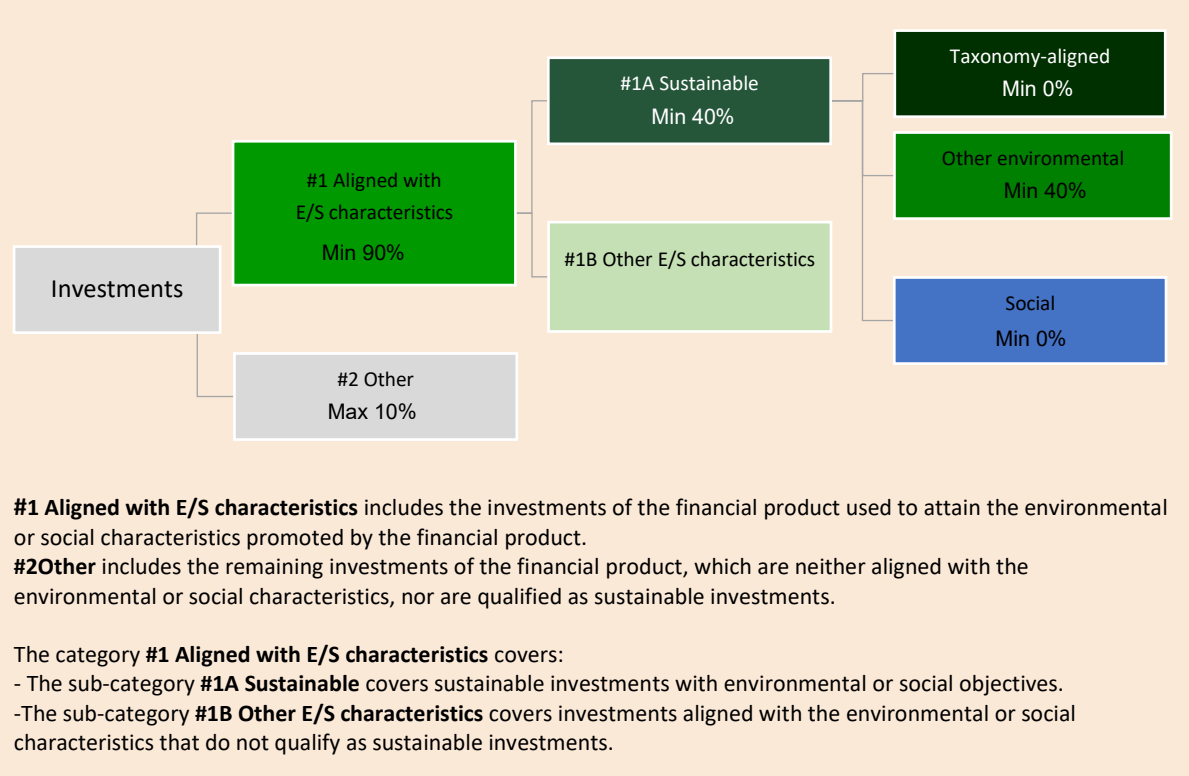 Taxonomy-aligned
Min 0%
#1A Sustainable
Min 40%
Other environmental
Min 40%
#1 Aligned with
E/S characteristics
Min 90%
#1B Other E/S characteristics
Investments
Social
Min 0%
#2 Other
Max 10%
#1 Aligned with E/S characteristics includes the investments of the financial product used to attain the environmental
or social characteristics promoted by the financial product.
#2Other includes the remaining investments of the financial product, which are neither aligned with the
environmental or social characteristics, nor are qualified as sustainable investments.
The category #1 Aligned with E/S characteristics covers:
- The sub-category #1A Sustainable covers sustainable investments with environmental or social objectives.
-The sub-category #1B Other E/S characteristics covers investments aligned with the environmental or social
characteristics that do not qualify as sustainable investments.